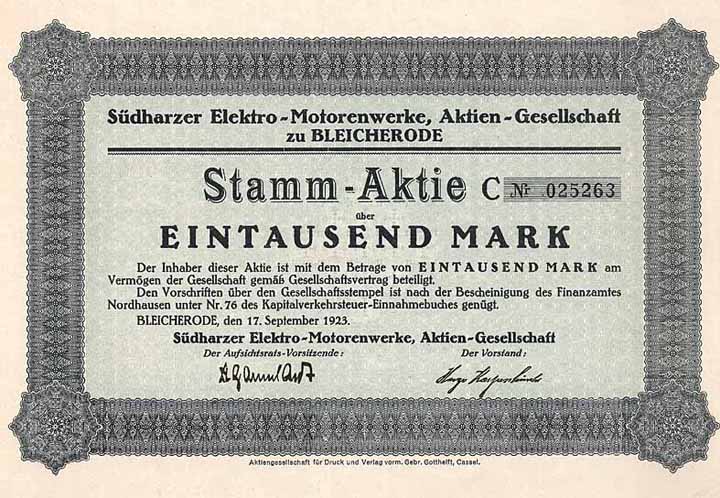 Südharzer Elektro-Motorenwerke, Aktien-Gesellschaft
zu BLEICHERODE
Stamm-Aktie C Nr. 025263
über
EINTAUSEND MARK
Der Inhaber dieser Aktie ist mit dem Betrage von EINTAUSEND MARK am
Vermögen der Gesellschaft gemäß Gesellschaftsvertrag beteiligt.
Den Vorschriften über den Gesellschaftsstempel ist nach der Bescheinigung des Finanzamtes
Nordhausen unter Nr. 76 des Kapitalverkehrsteuer-Einnahmebuches genügt.
BLEICHERODE, den 17. September 1923.
Südharzer Elektro-Motorenwerke, Aktien-Gesellschaft
Der Aufsichtsrats-Vorsitzende: Der Vorstand:
Aktiengesellschaft für Druck und Verlag vorm. Gebr. Gotthelft, Cassel.